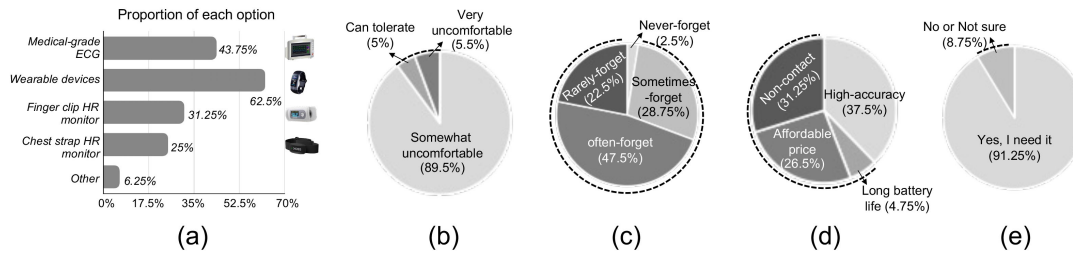 Proportion of each option
Medical-grade
ECG
43.75%
Wearable devices
62.5%
Finger clip HR
monitor
31.25%
Chest strap HR
monitor
25%
Other
6.25%
0% 17.5% 35% 52.5% 70%
(a)
Can tolerate
(5%)
Very
uncomfortable
(5.5%)
Somewhat
uncomfortable
(89.5%)
(b)
Never-forget
(2.5%)
Rarely-forget
(22.5%)
Sometimes
-forget
(28.75%)
often-forget
(47.5%)
(c)
Non-contact
(31.25%)
High-accuracy
(37.5%)
Affordable
price
(26.5%)
Long battery
life (4.75%)
(d)
No or Not sure
(8.75%)
Yes, I need it
(91.25%)
(e)